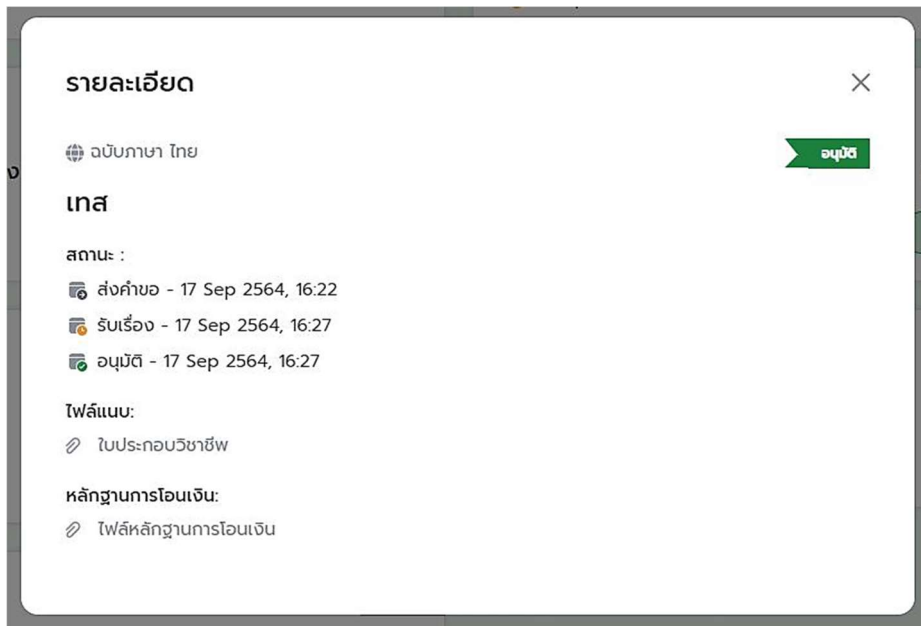 รายละเอียด
ฉบับภาษา ไทย
อนุมัติ
เทส
สถานะ :
ส่งคำขอ - 17 Sep 2564, 16:22
รับเรื่อง - 17 Sep 2564, 16:27
อนุมัติ - 17 Sep 2564, 16:27
ไฟล์แนบ:
ใบประกอบวิชาชีพ
หลักฐานการโอนเงิน:
ไฟล์หลักฐานการโอนเงิน